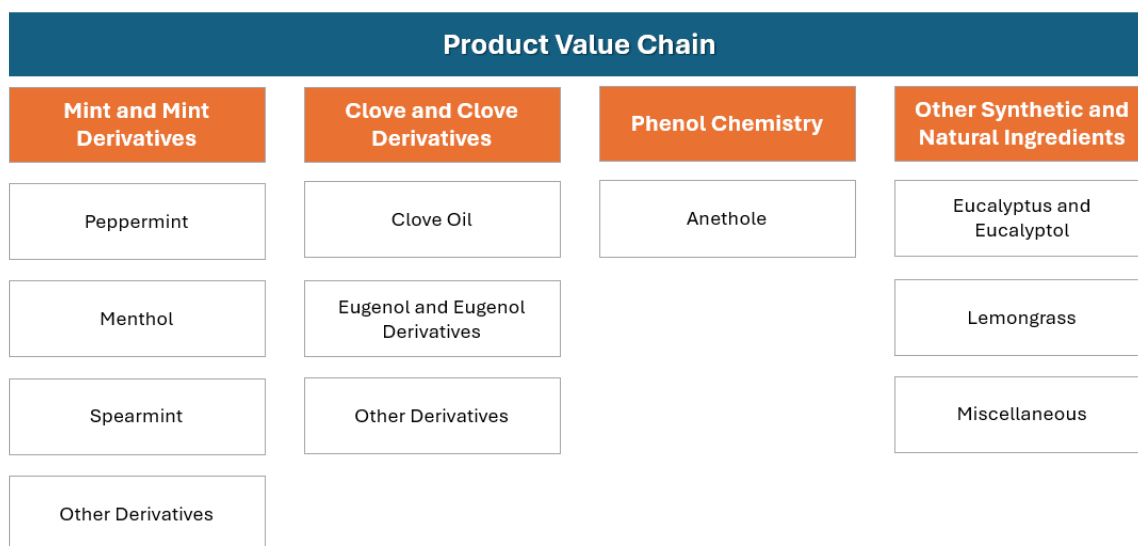 Product Value Chain
Mint and Mint
Derivatives
Peppermint
Menthol
Spearmint
Other Derivatives
Clove and Clove
Derivatives
Clove Oil
Eugenol and Eugenol
Derivatives
Other Derivatives
Phenol Chemistry
Anethole
Other Synthetic and
Natural Ingredients
Eucalyptus and
Eucalyptol
Lemongrass
Miscellaneous